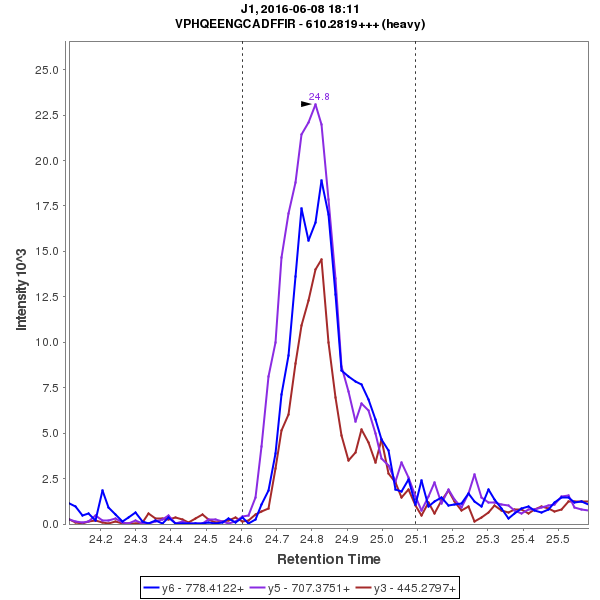 J1, 2016-06-08 18:11
VPHQEENGCADFFIR - 610.2819+++ (heavy)
24.8
Intensity 10^3
25.0
22.5
20.0
17.5
15.0
12.5
10.0
7.5
5.0
2.5
0.0
24.2 24.3 24.4 24.5 24.6 24.7 24.8 24.9 25.0 25.1 25.2 25.3 25.4 25.5
Retention Time
y6 - 778.4122+ y5 - 707.3751+ y3 - 445.2797+